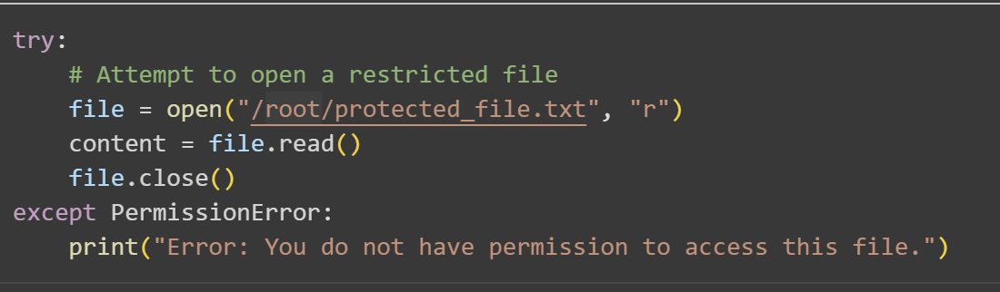 try:
    # Attempt to open a restricted file
    file = open("/root/protected_file.txt", "r")
    content = file.read()
    file.close()
except PermissionError:
    print("Error: You do not have permission to access this file.")